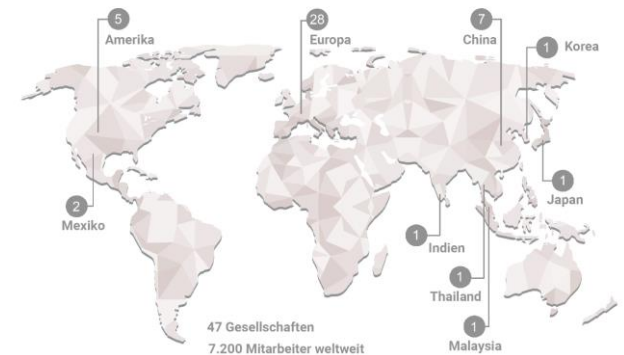 5
Amerika
28
Europa
7
China
1 Korea
1
Japan
2
Mexiko
1
Indien
1
Thailand
1
Malaysia
47 Gesellschaften
7.200 Mitarbeiter weltweit